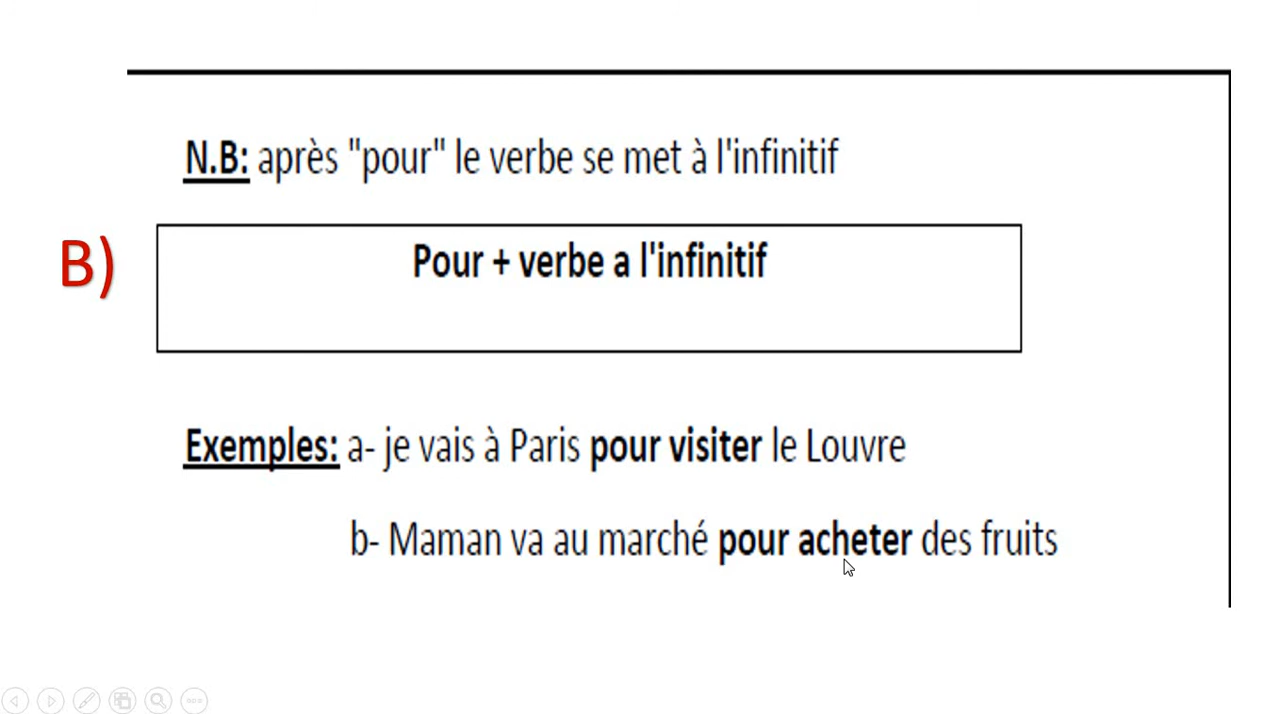 N.B: après "pour" le verbe se met à l'infinitif
B)
Pour + verbe a l'infinitif
Exemples: a- je vais à Paris pour visiter le Louvre
b- Maman va au marché pour acheter des fruits